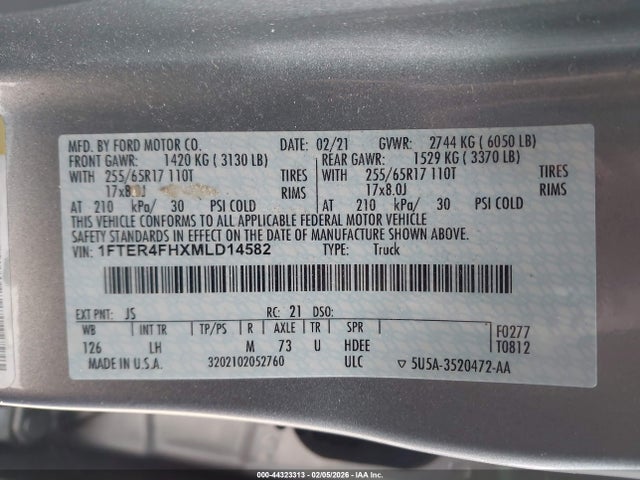 MFD. BY FORD MOTOR CO. DATE: 02/21 GVWR: 2744 KG ( 6050 LB)
FRONT GAWR: 1420 KG ( 3130 LB) REAR GAWR: 1529 KG ( 3370 LB)
WITH 255/65R17 110T TIRES WITH 255/65R17 110T TIRES
17x8.0J RIMS 17x8.0J RIMS
AT 210 kPa/ 30 PSI COLD AT 210 kPa/ 30 PSI COLD
THIS VEHICLE CONFORMS TO ALL APPLICABLE FEDERAL MOTOR VEHICLE
SAFETY STANDARDS IN EFFECT ON THE DATE OF MANUFACTURE SHOWN ABOVE.
VIN: 1FTER4FHXMLD14582 TYPE: Truck
EXT PNT: JS RC: 21 DSO:
WB INT TR TP/PS R AXLE TR SPR F0277
126 LH M 73 U HDEE T0812
MADE IN U.S.A. 3202102052760 ULC ▽ 5U5A-3520472-AA
000-44323313 - 02/05/2026 - IAA Inc.